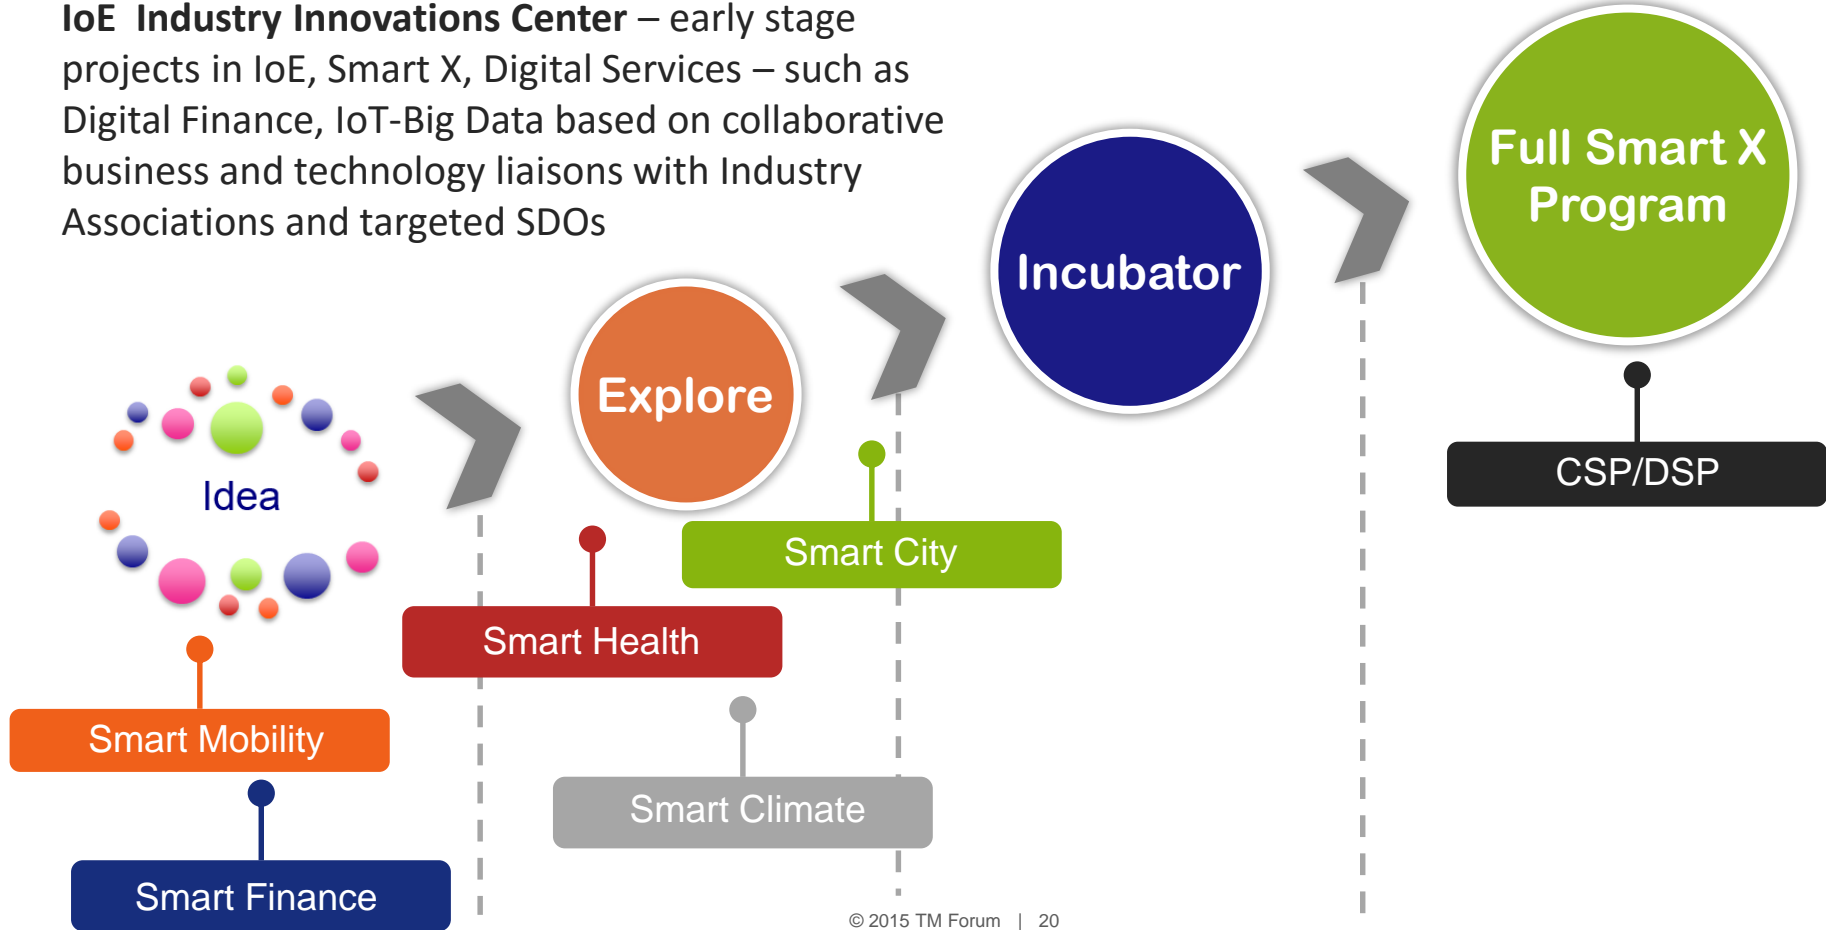 IoE Industry Innovations Center – early stage
projects in IoE, Smart X, Digital Services – such as
Digital Finance, IoT-Big Data based on collaborative
business and technology liaisons with Industry
Associations and targeted SDOs
Full Smart X
Program
Incubator
Explore
Idea
CSP/DSP
Smart City
Smart Health
Smart Mobility
Smart Climate
Smart Finance
© 2015 TM Forum | 20